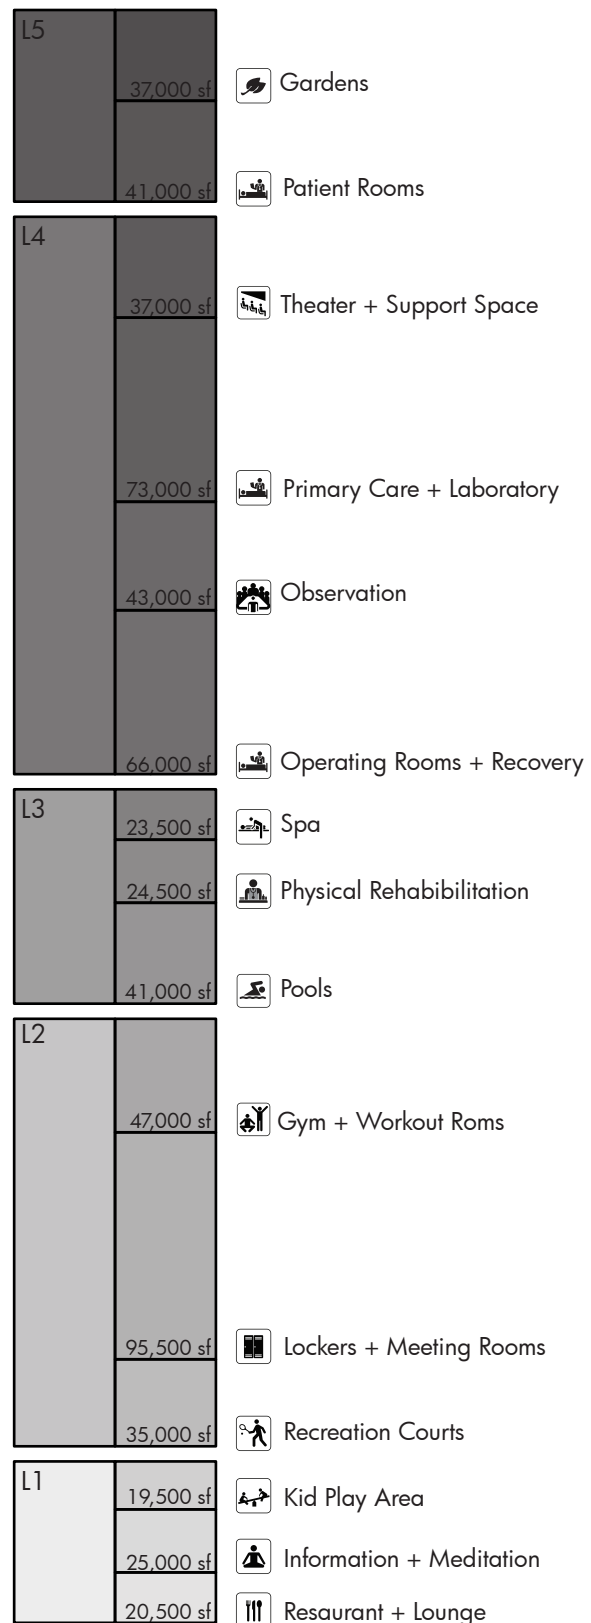 L5
37,000 sf Gardens
41,000 sf Patient Rooms
L4
37,000 sf Theater + Support Space
73,000 sf Primary Care + Laboratory
43,000 sf Observation
66,000 sf Operating Rooms + Recovery
L3
23,500 sf Spa
24,500 sf Physical Rehabibilitation
41,000 sf Pools
L2
47,000 sf Gym + Workout Roms
95,500 sf Lockers + Meeting Rooms
35,000 sf Recreation Courts
L1
19,500 sf Kid Play Area
25,000 sf Information + Meditation
20,500 sf Resaurant + Lounge